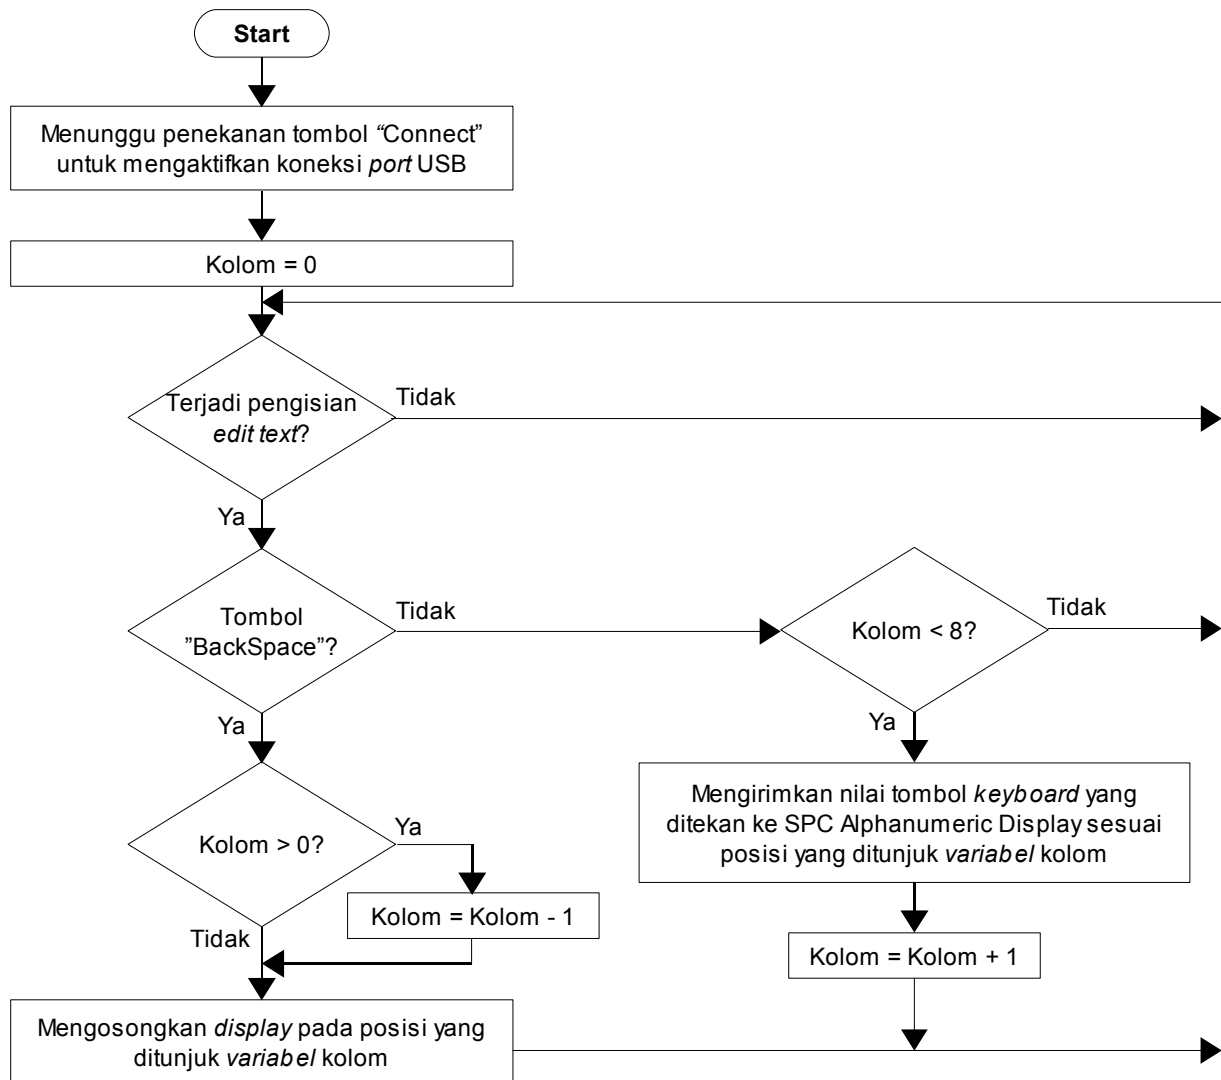 Start
Menunggu penekanan tombol “Connect”
untuk mengaktifkan koneksi port USB
Kolom = 0
Terjadi pengisian
edit text?
Tidak
Ya
Tombol
”BackSpace”?
Tidak
Kolom < 8?
Tidak
Ya
Ya
Kolom > 0?
Ya
Mengirimkan nilai tombol keyboard yang
ditekan ke SPC Alphanumeric Display sesuai
posisi yang ditunjuk variabel kolom
Kolom = Kolom - 1
Tidak
Kolom = Kolom + 1
Mengosongkan display pada posisi yang
ditunjuk variabel kolom